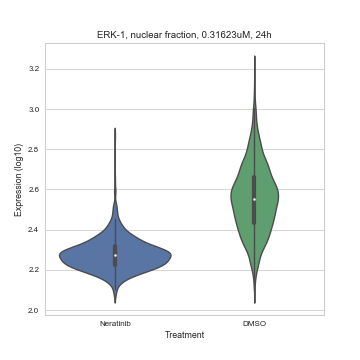 ERK-1, nuclear fraction, 0.31623uM, 24h
3.2
3.0
2.8
2.6
2.4
2.2
2.0
Expression (log10)
Neratinib DMSO
Treatment